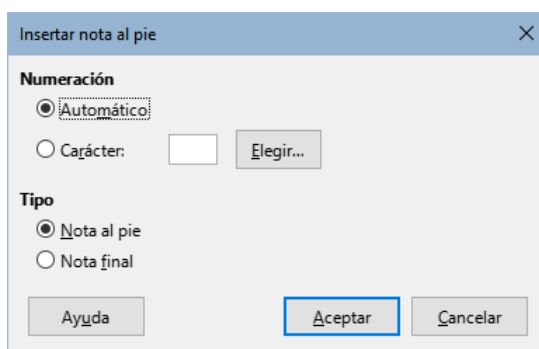 Insertar nota al pie
Numeración
Automático
Carácter: Elegir...
Tipo
Nota al pie
Nota final
Ayuda Aceptar Cancelar